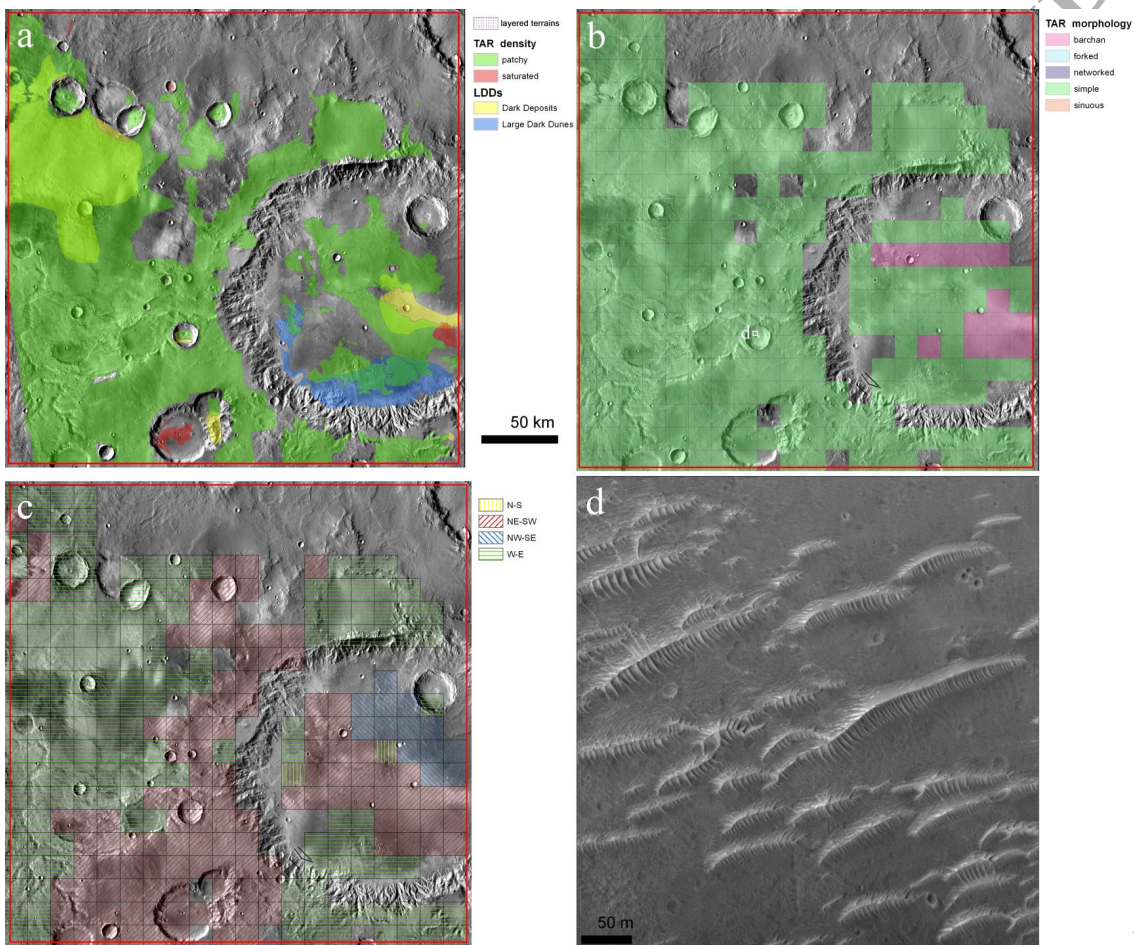 a
layered terrains
TAR density
patchy
saturated
LDDs
Dark Deposits
Large Dark Dunes
50 km
b
TAR morphology
barchan
forked
networked
simple
sinuous
d
c
N-S
NE-SW
NW-SE
W-E
d
50 m